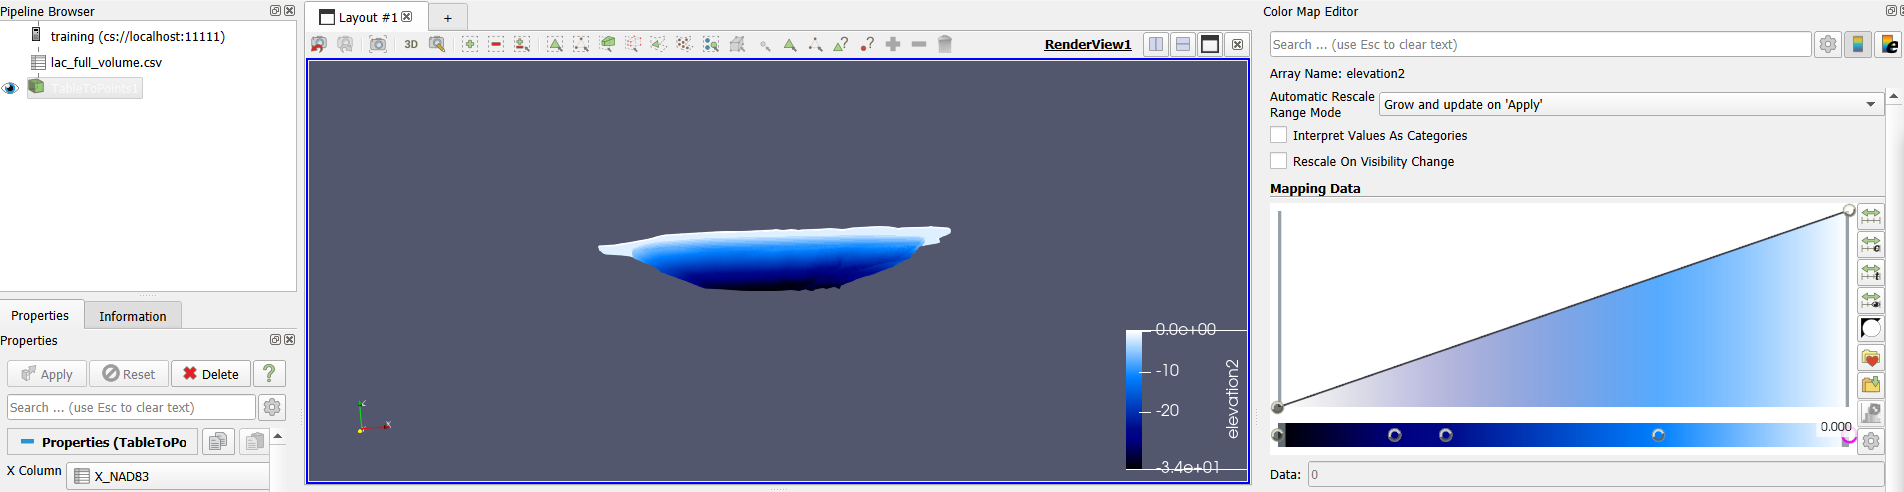 Pipeline Browser
training (cs://localhost:11111)
lac_full_volume.csv
TableToPoints1
Properties
Information
Properties
Apply
Reset
Delete
?
Search ... (use Esc to clear text)
Properties (TableToPo
X Column
X_NAD83
Layout #1
+
3D
RenderView1
0.0e+00
-10
-20
-3.4e+01
elevation2
Color Map Editor
Search ... (use Esc to clear text)
Array Name: elevation2
Automatic Rescale
Range Mode
Grow and update on 'Apply'
Interpret Values As Categories
Rescale On Visibility Change
Mapping Data
0.000
Data:
0